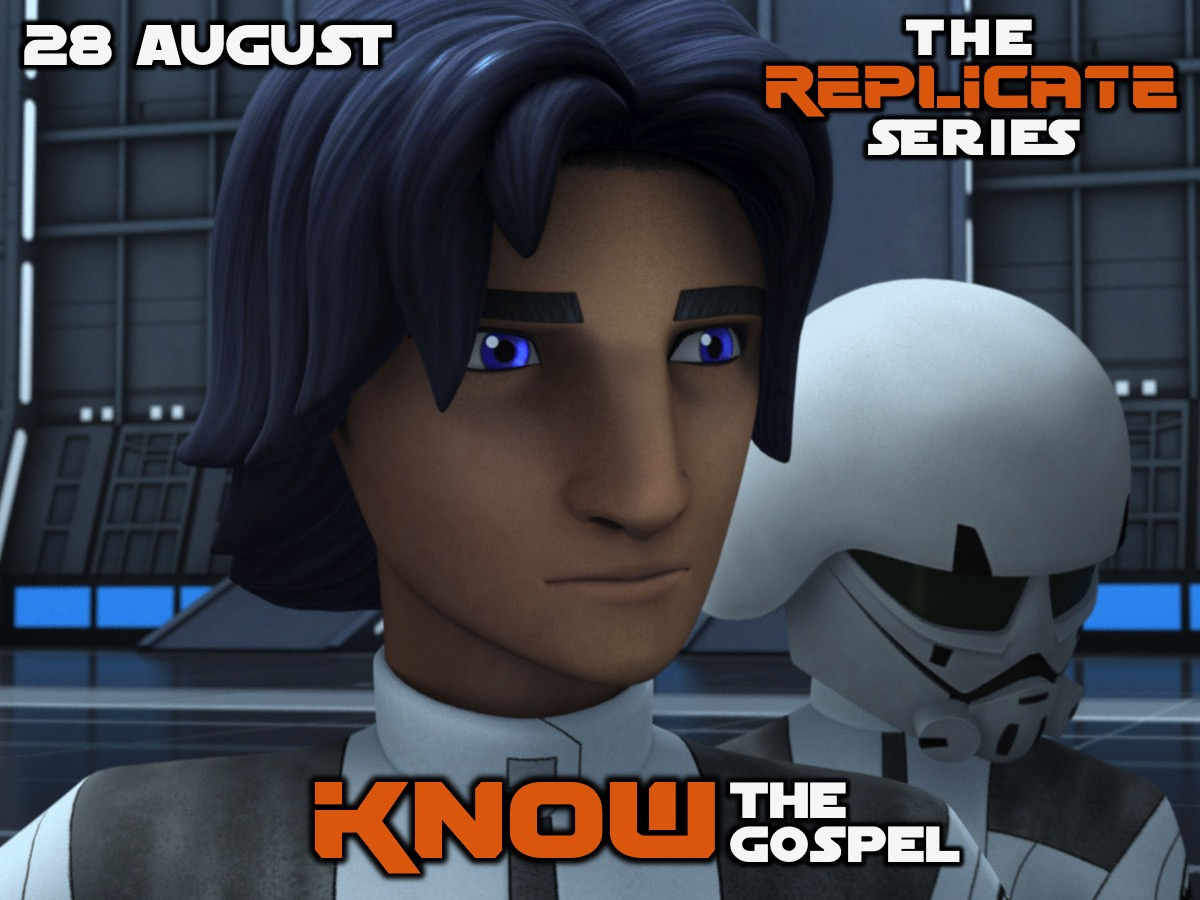 28 AUGUST
THE
REPLICATE
SERIES
KNOW THE
GOSPEL